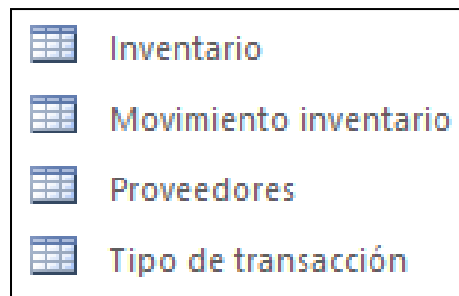 Inventario
Movimiento inventario
Proveedores
Tipo de transacción